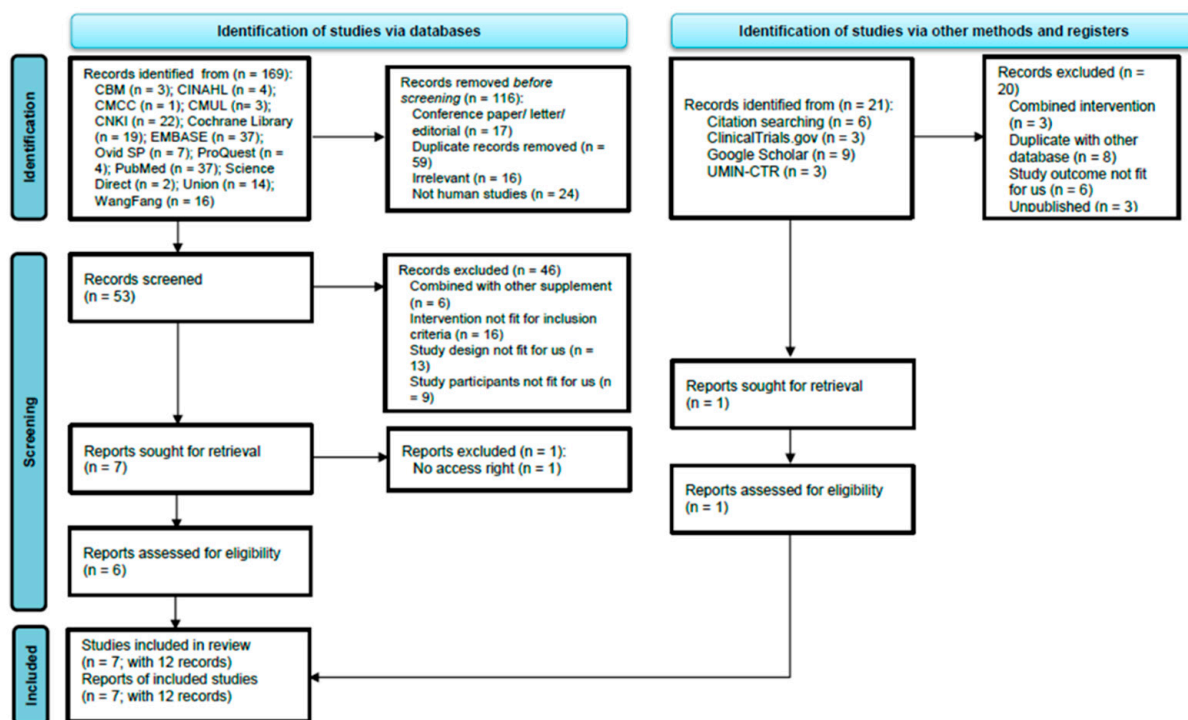 Identification of studies via databases
Identification of studies via other methods and registers
Identification
Records identified from (n = 169):
CBM (n = 3); CINAHL (n = 4);
CMCC (n = 1); CMUL (n= 3);
CNKI (n = 22); Cochrane Library
(n = 19); EMBASE (n = 37);
Ovid SP (n = 7); ProQuest (n =
4); PubMed (n = 37); Science
Direct (n = 2); Union (n = 14);
WangFang (n = 16)
Records removed before
screening (n = 116):
Conference paper/ letter/
editorial (n = 17)
Duplicate records removed (n =
59)
Irrelevant (n = 16)
Not human studies (n = 24)
Records identified from (n = 21):
Citation searching (n = 6)
ClinicalTrials.gov (n = 3)
Google Scholar (n = 9)
UMIN-CTR (n = 3)
Records excluded (n =
20)
Combined intervention
(n = 3)
Duplicate with other
database (n = 8)
Study outcome not fit
for us (n = 6)
Unpublished (n = 3)
Screening
Records screened
(n = 53)
Records excluded (n = 46)
Combined with other supplement
(n = 6)
Intervention not fit for inclusion
criteria (n = 16)
Study design not fit for us (n =
13)
Study participants not fit for us (n
= 9)
Reports sought for retrieval
(n = 7)
Reports excluded (n = 1):
No access right (n = 1)
Reports assessed for eligibility
(n = 6)
Reports sought for retrieval
(n = 1)
Reports assessed for eligibility
(n = 1)
Included
Studies included in review
(n = 7; with 12 records)
Reports of included studies
(n = 7; with 12 records)